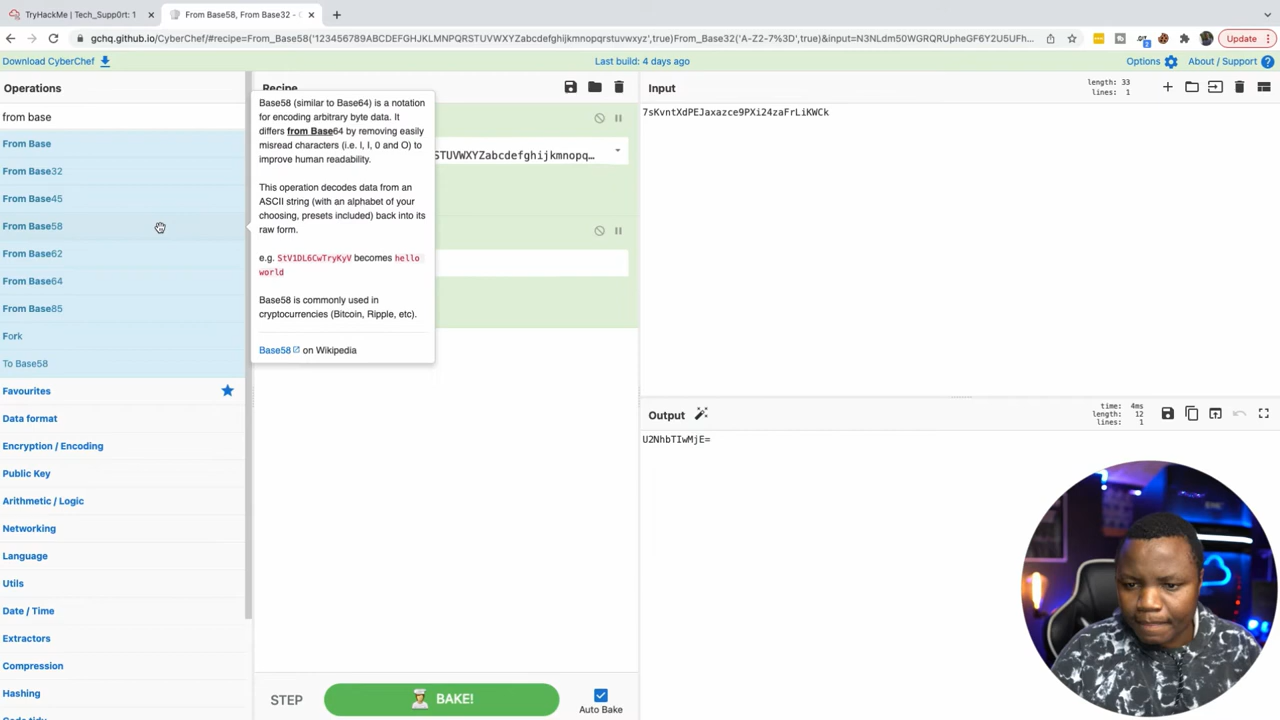 TryHackMe | Tech_Supp0rt: 1
From Base58, From Base32 - Cyb
gchq.github.io/CyberChef/#recipe=From_Base58('123456789ABCDEFGHJKLMNPQRSTUVWXYZabcdefghijkmnopqrstuvwxyz',true)From_Base32('A-Z2-7%3D',true)&input=N3NLdm50WGRQRUpheGF6Y2U5UFh...
Update
Download CyberChef
Last build: 4 days ago
Options
About / Support
Operations
from base
From Base
From Base32
From Base45
From Base58
From Base62
From Base64
From Base85
Fork
To Base58
Favourites
Data format
Encryption / Encoding
Public Key
Arithmetic / Logic
Networking
Language
Utils
Date / Time
Extractors
Compression
Hashing
Recipe
Base58 (similar to Base64) is a notation
for encoding arbitrary byte data. It
differs from Base64 by removing easily
misread characters (i.e. l, I, 0 and O) to
improve human readability.
This operation decodes data from an
ASCII string (with an alphabet of your
choosing, presets included) back into its
raw form.
e.g. StV1DL6CwTryKyV becomes hello
world
Base58 is commonly used in
cryptocurrencies (Bitcoin, Ripple, etc).
Base58 on Wikipedia
STUVWXYZabcdefghijkmnopq...
STEP
BAKE!
Auto Bake
Input
length: 33
lines: 1
7sKvntXdPEJaxazce9PXi24zaFrLiKWCk
Output
time: 4ms
length: 12
lines: 1
U2NhbTIwMjE=